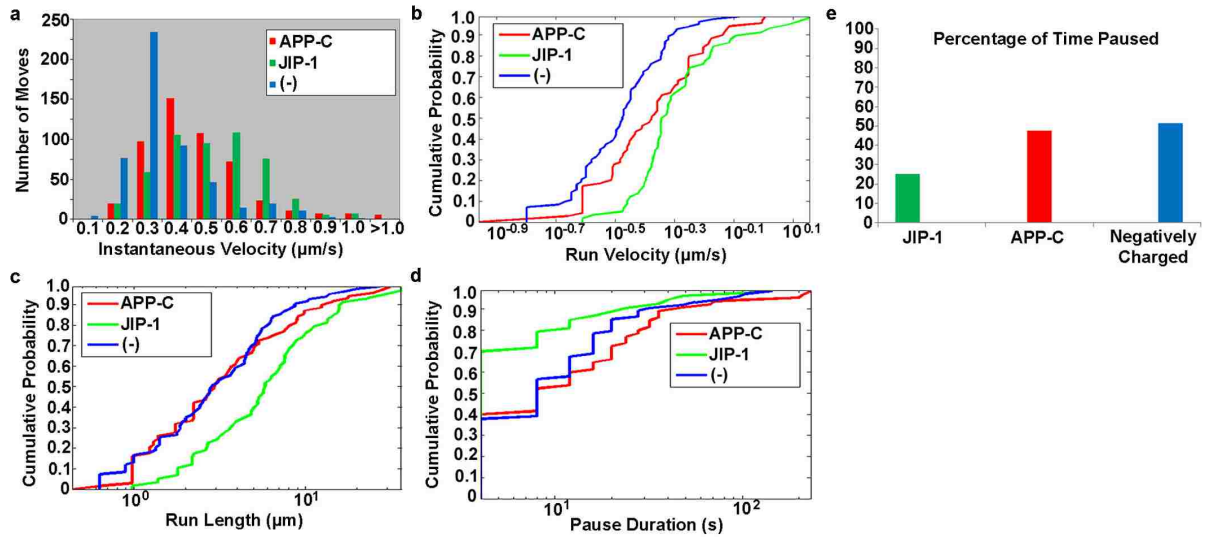 a
250
200
150
100
50
0
Number of Moves
APP-C
JIP-1
(-)
0.1 0.2 0.3 0.4 0.5 0.6 0.7 0.8 0.9 1.0 >1.0
Instantaneous Velocity (µm/s)
b
1.0
0.9
0.8
0.7
0.6
0.5
0.4
0.3
0.2
0.1
0
Cumulative Probability
APP-C
JIP-1
(-)
10-0.9 10-0.7 10-0.5 10-0.3 10-0.1 100.1
Run Velocity (µm/s)
e
Percentage of Time Paused
100
90
80
70
60
50
40
30
20
10
0
JIP-1 APP-C Negatively
Charged
c
1.0
0.9
0.8
0.7
0.6
0.5
0.4
0.3
0.2
0.1
0
Cumulative Probability
APP-C
JIP-1
(-)
100 101
Run Length (µm)
d
1.0
0.9
0.8
0.7
0.6
0.5
0.4
0.3
0.2
0.1
0
Cumulative Probability
APP-C
JIP-1
(-)
101 102
Pause Duration (s)